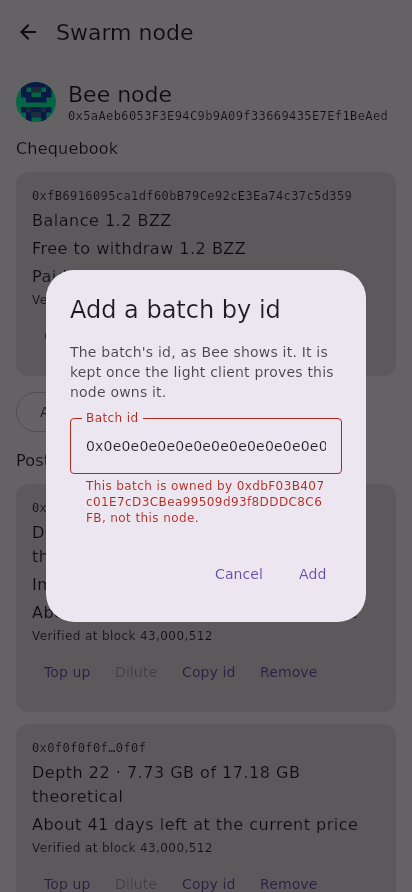 Swarm node
Bee node
0x5aAeb6053F3E94C9b9A09f33669435E7Ef1BeAed
Chequebook
0xfB6916095ca1df60bB79Ce92cE3Ea74c37c5d359
Balance 1.2 BZZ
Free to withdraw 1.2 BZZ
Add a batch by id
The batch's id, as Bee shows it. It is
kept once the light client proves this
node owns it.
Batch id
0x0e0e0e0e0e0e0e0e0e0e0e0e0e0
This batch is owned by 0xdbF03B407
c01E7cD3CBea99509d93f8DDDC8C6
FB, not this node.
Cancel Add
Verified at block 43,000,512
Top up Dilute Copy id Remove
0x0f0f0f0f…0f0f
Depth 22 · 7.73 GB of 17.18 GB
theoretical
About 41 days left at the current price
Verified at block 43,000,512
Top up Dilute Copy id Remove